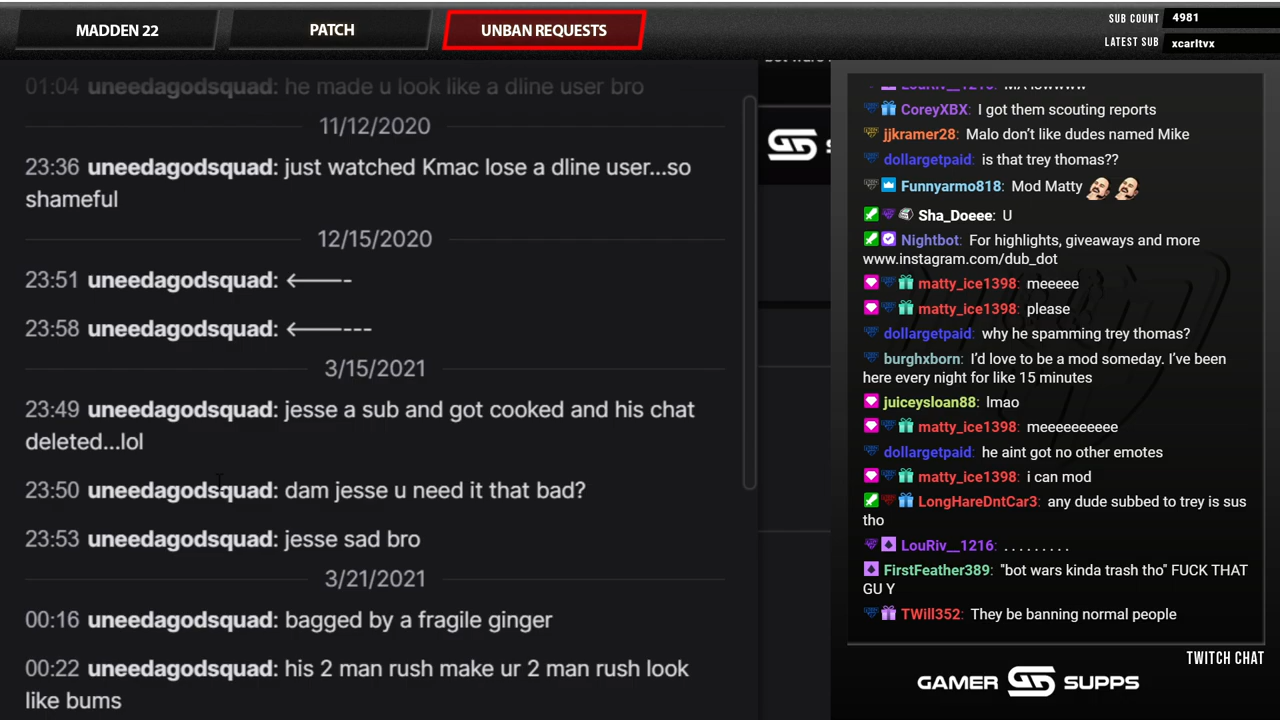 MADDEN 22
PATCH
UNBAN REQUESTS
SUB COUNT 4981
LATEST SUB xcarltvx
01:04 uneedagodsquad: he made u look like a dline user bro
11/12/2020
23:36 uneedagodsquad: just watched Kmac lose a dline user...so
shameful
12/15/2020
23:51 uneedagodsquad: <----- 
23:58 uneedagodsquad: <-------
3/15/2021
23:49 uneedagodsquad: jesse a sub and got cooked and his chat
deleted...lol
23:50 uneedagodsquad: dam jesse u need it that bad?
23:53 uneedagodsquad: jesse sad bro
3/21/2021
00:16 uneedagodsquad: bagged by a fragile ginger
00:22 uneedagodsquad: his 2 man rush make ur 2 man rush look
like bums
CoreyXBX: I got them scouting reports
jjkramer28: Malo don't like dudes named Mike
dollargetpaid: is that trey thomas??
Funnyarmo818: Mod Matty
Sha_Doeee: U
Nightbot: For highlights, giveaways and more
www.instagram.com/dub_dot
matty_ice1398: meeeee
matty_ice1398: please
dollargetpaid: why he spamming trey thomas?
burghxborn: I'd love to be a mod someday. I've been
here every night for like 15 minutes
juiceysloan88: lmao
matty_ice1398: meeeeeeeeee
dollargetpaid: he aint got no other emotes
matty_ice1398: i can mod
LongHareDntCar3: any dude subbed to trey is sus
tho
LouRiv__1216: . . . . . . . . .
FirstFeather389: "bot wars kinda trash tho" FUCK THAT
GU Y
TWill352: They be banning normal people
TWITCH CHAT
GAMER SUPPS